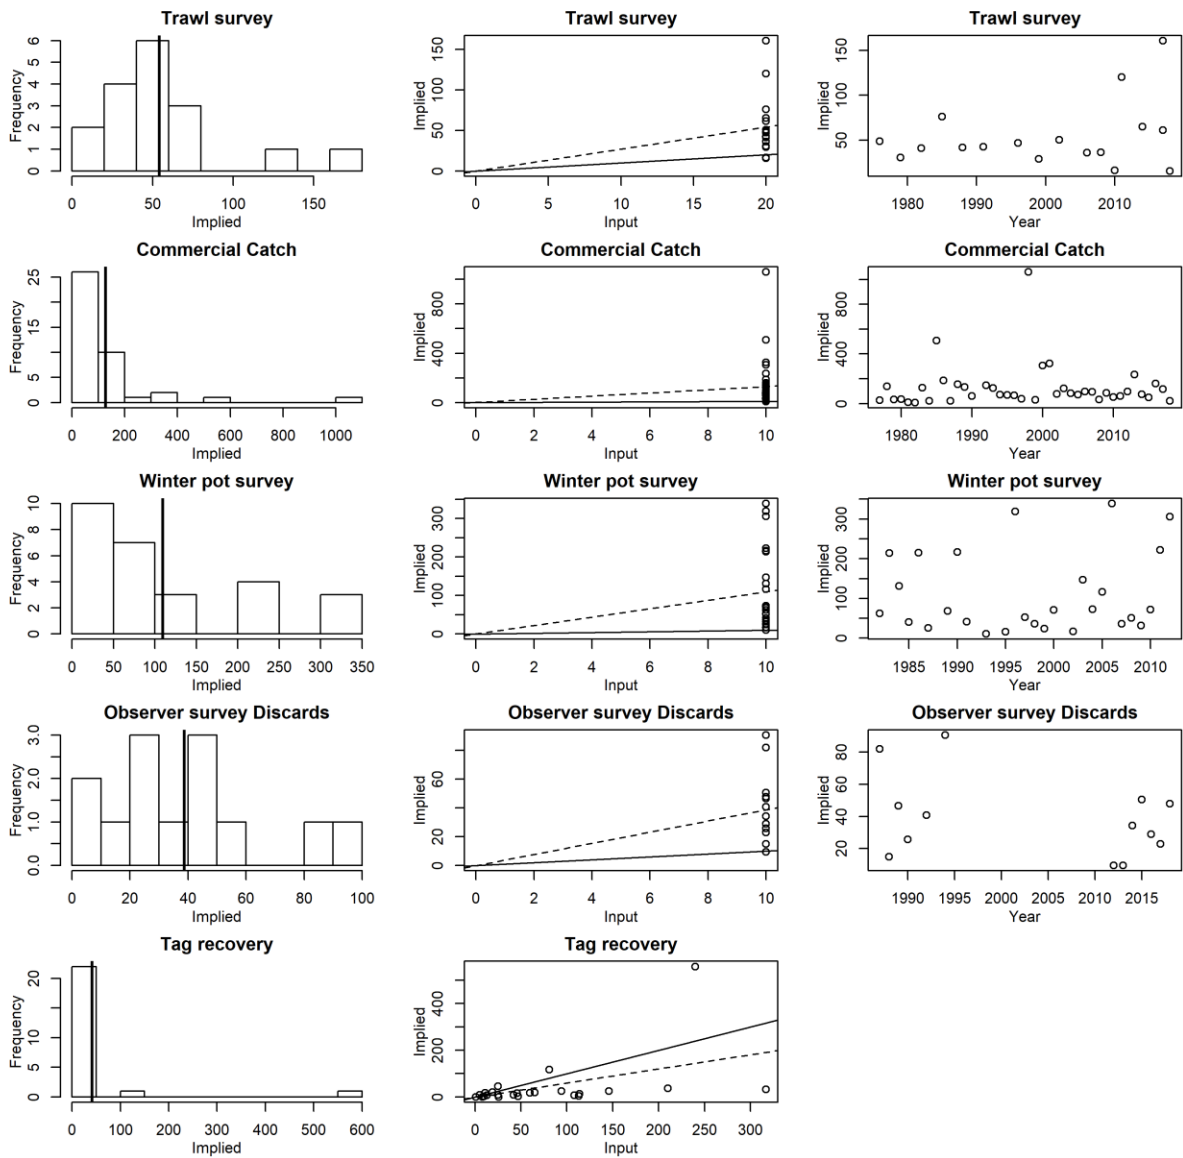 Trawl survey
Frequency
0 1 2 3 4 5 6
0 50 100 150
Implied
Trawl survey
Implied
0 50 100 150
0 5 10 15 20
Input
Trawl survey
Implied
50 100 150
1980 1990 2000 2010
Year
Commercial Catch
Frequency
0 5 15 25
0 200 400 600 800 1000
Implied
Commercial Catch
Implied
0 400 800
0 2 4 6 8 10
Input
Commercial Catch
Implied
0 400 800
1980 1990 2000 2010
Year
Winter pot survey
Frequency
0 2 4 6 8 10
0 50 100 150 200 250 300 350
Implied
Winter pot survey
Implied
0 100 200 300
0 2 4 6 8 10
Input
Winter pot survey
Implied
0 100 200 300
1985 1990 1995 2000 2005 2010
Year
Observer survey Discards
Frequency
0.0 1.0 2.0 3.0
0 20 40 60 80 100
Implied
Observer survey Discards
Implied
0 20 60
0 2 4 6 8 10
Input
Observer survey Discards
Implied
20 40 60 80
1990 1995 2000 2005 2010 2015
Year
Tag recovery
Frequency
0 5 10 20
0 100 200 300 400 500 600
Implied
Tag recovery
Implied
0 200 400
0 50 100 150 200 250 300
Input